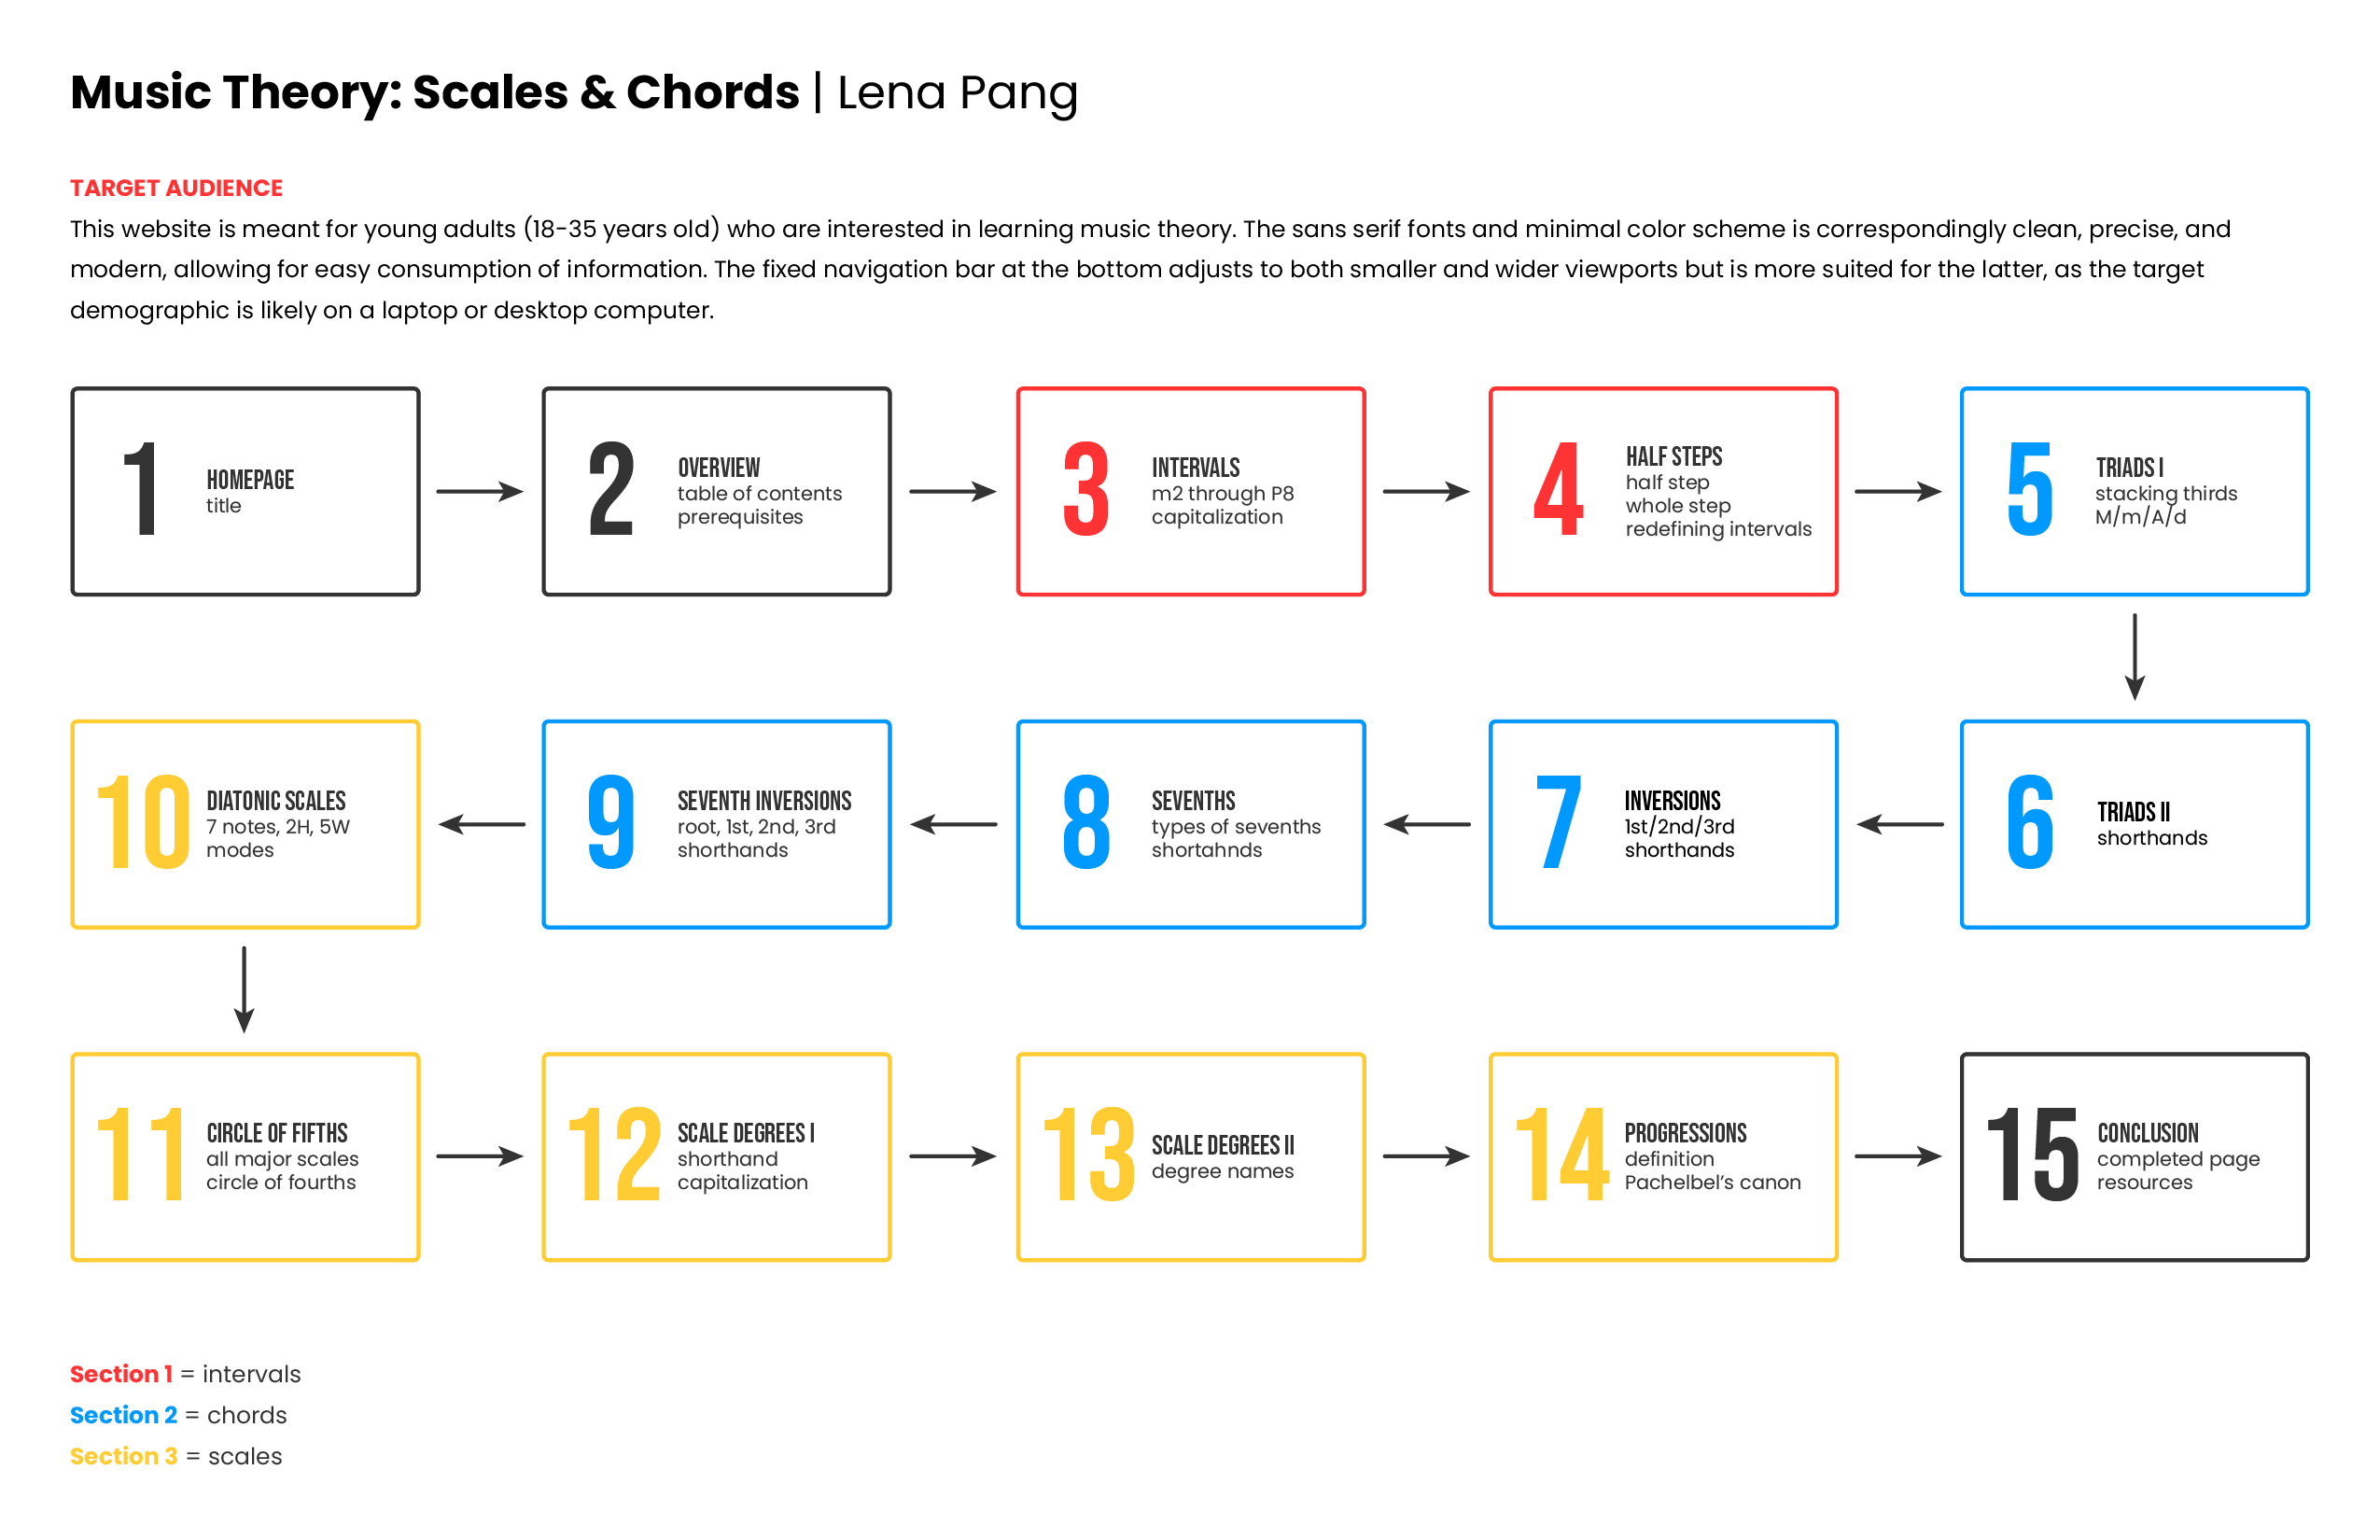 Music Theory: Scales & Chords | Lena Pang
TARGET AUDIENCE
This website is meant for young adults (18-35 years old) who are interested in learning music theory. The sans serif fonts and minimal color scheme is correspondingly clean, precise, and
modern, allowing for easy consumption of information. The fixed navigation bar at the bottom adjusts to both smaller and wider viewports but is more suited for the latter, as the target
demographic is likely on a laptop or desktop computer.
1
HOMEPAGE
title
2
OVERVIEW
table of contents
prerequisites
3
INTERVALS
m2 through P8
capitalization
4
HALF STEPS
half step
whole step
redefining intervals
5
TRIADS I
stacking thirds
M/m/A/d
6
TRIADS II
shorthands
7
INVERSIONS
1st/2nd/3rd
shorthands
8
SEVENTHS
types of sevenths
shortahnds
9
SEVENTH INVERSIONS
root, 1st, 2nd, 3rd
shorthands
10
DIATONIC SCALES
7 notes, 2H, 5W
modes
11
CIRCLE OF FIFTHS
all major scales
circle of fourths
12
SCALE DEGREES I
shorthand
capitalization
13
SCALE DEGREES II
degree names
14
PROGRESSIONS
definition
Pachelbel’s canon
15
CONCLUSION
completed page
resources
Section 1 = intervals
Section 2 = chords
Section 3 = scales